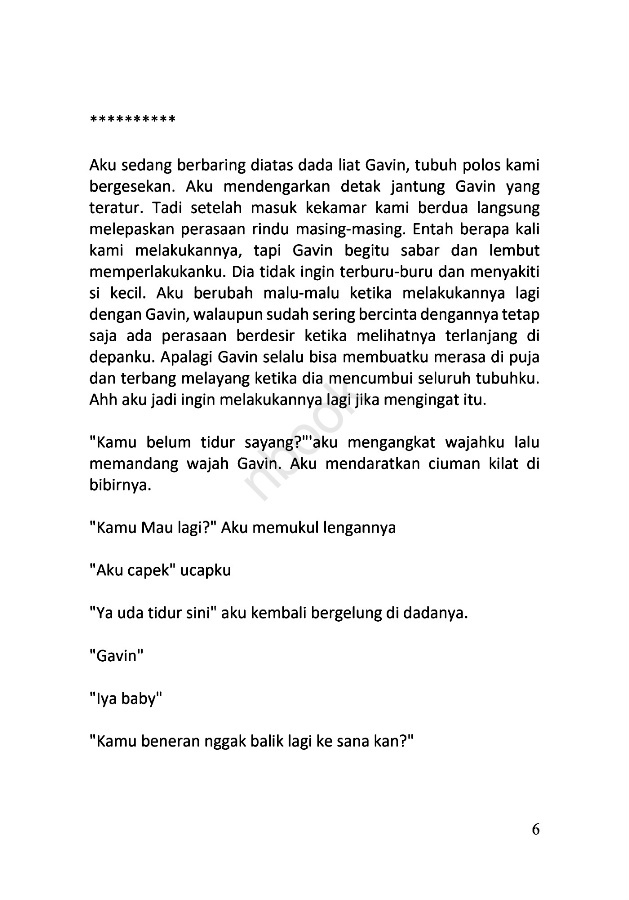 **********
Aku sedang berbaring diatas dada liat Gavin, tubuh polos kami
bergesekan. Aku mendengarkan detak jantung Gavin yang
teratur. Tadi setelah masuk kekamar kami berdua langsung
melepaskan perasaan rindu masing-masing. Entah berapa kali
kami melakukannya, tapi Gavin begitu sabar dan lembut
memperlakukanku. Dia tidak ingin terburu-buru dan menyakiti
si kecil. Aku berubah malu-malu ketika melakukannya lagi
dengan Gavin, walaupun sudah sering bercinta dengannya tetap
saja ada perasaan berdesir ketika melihatnya terlanjang di
depanku. Apalagi Gavin selalu bisa membuatku merasa di puja
dan terbang melayang ketika dia mencumbui seluruh tubuhku.
Ahh aku jadi ingin melakukannya lagi jika mengingat itu.
"Kamu belum tidur sayang?"'aku mengangkat wajahku lalu
memandang wajah Gavin. Aku mendaratkan ciuman kilat di
bibirnya.
"Kamu Mau lagi?" Aku memukul lengannya
"Aku capek" ucapku
"Ya uda tidur sini" aku kembali bergelung di dadanya.
"Gavin"
"Iya baby"
"Kamu beneran nggak balik lagi ke sana kan?"
nbook
6